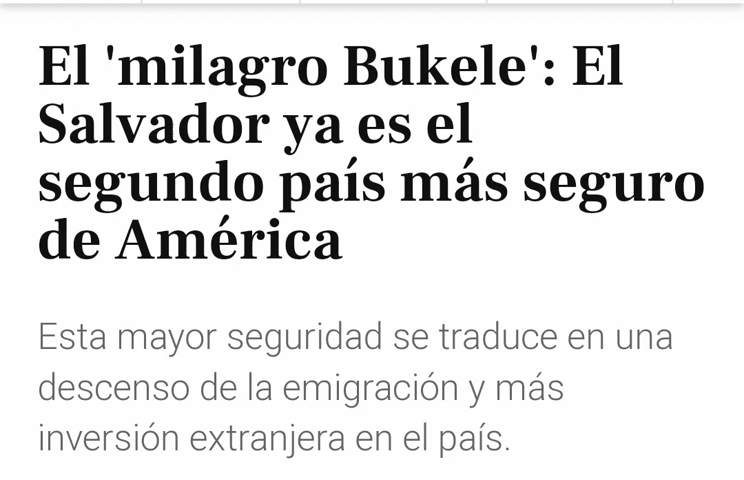 El 'milagro Bukele': El
Salvador ya es el
segundo país más seguro
de América
Esta mayor seguridad se traduce en una
descenso de la emigración y más
inversión extranjera en el país.